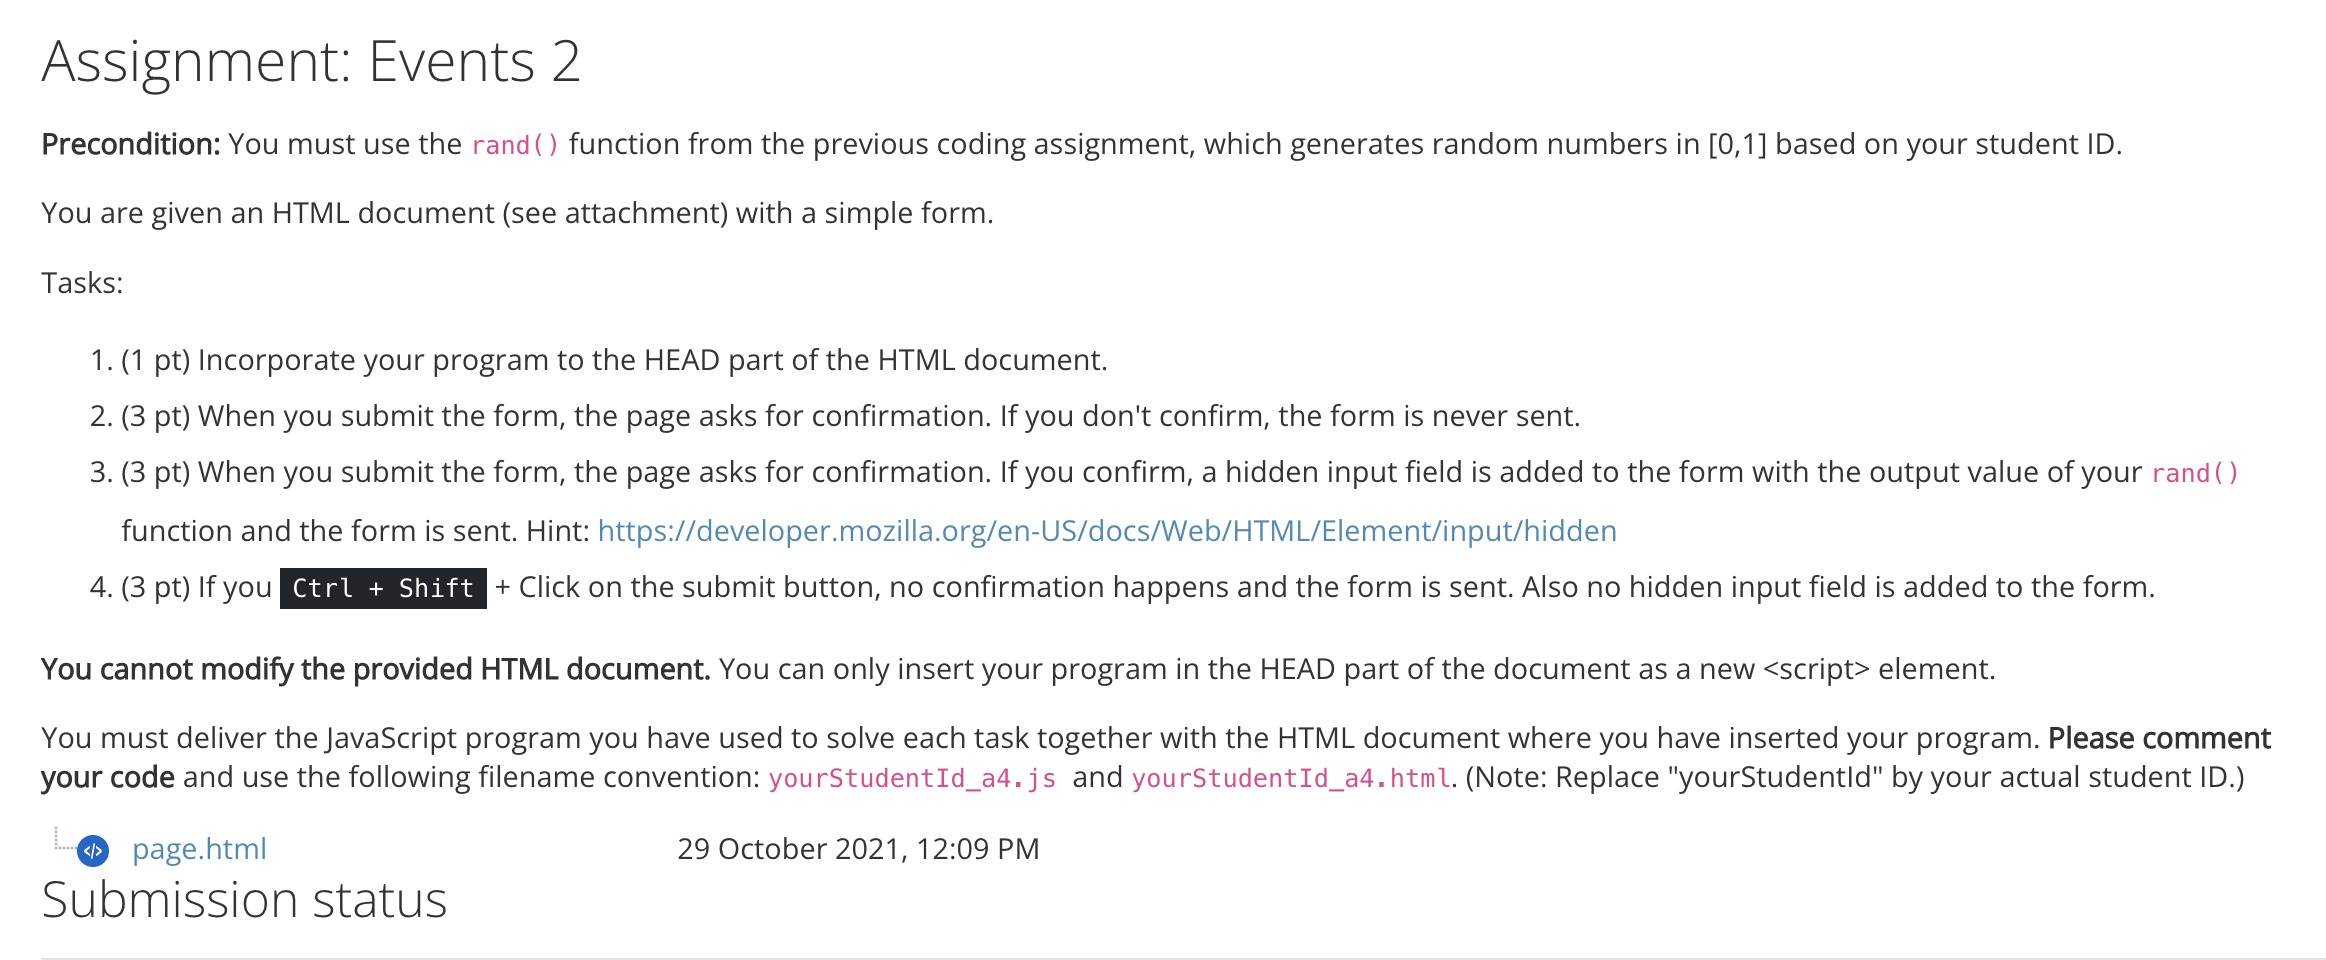 Assignment: Events 2
Precondition: You must use the rand() function from the previous coding assignment, which generates random numbers in [0,1] based on your student ID.
You are given an HTML document (see attachment) with a simple form.
Tasks:
1. (1 pt) Incorporate your program to the HEAD part of the HTML document.
2. (3 pt) When you submit the form, the page asks for confirmation. If you don't confirm, the form is never sent.
3. (3 pt) When you submit the form, the page asks for confirmation. If you confirm, a hidden input field is added to the form with the output value of your rand()
function and the form is sent. Hint: https://developer.mozilla.org/en-US/docs/Web/HTML/Element/input/hidden
4. (3 pt) If you Ctrl + Shift + Click on the submit button, no confirmation happens and the form is sent. Also no hidden input field is added to the form.
You cannot modify the provided HTML document. You can only insert your program in the HEAD part of the document as a new <script> element.
You must deliver the JavaScript program you have used to solve each task together with the HTML document where you have inserted your program. Please comment
your code and use the following filename convention: yourStudentId_a4.js and yourStudentId_a4.html. (Note: Replace "yourStudentId" by your actual student ID.)
page.html 29 October 2021, 12:09 PM
Submission status